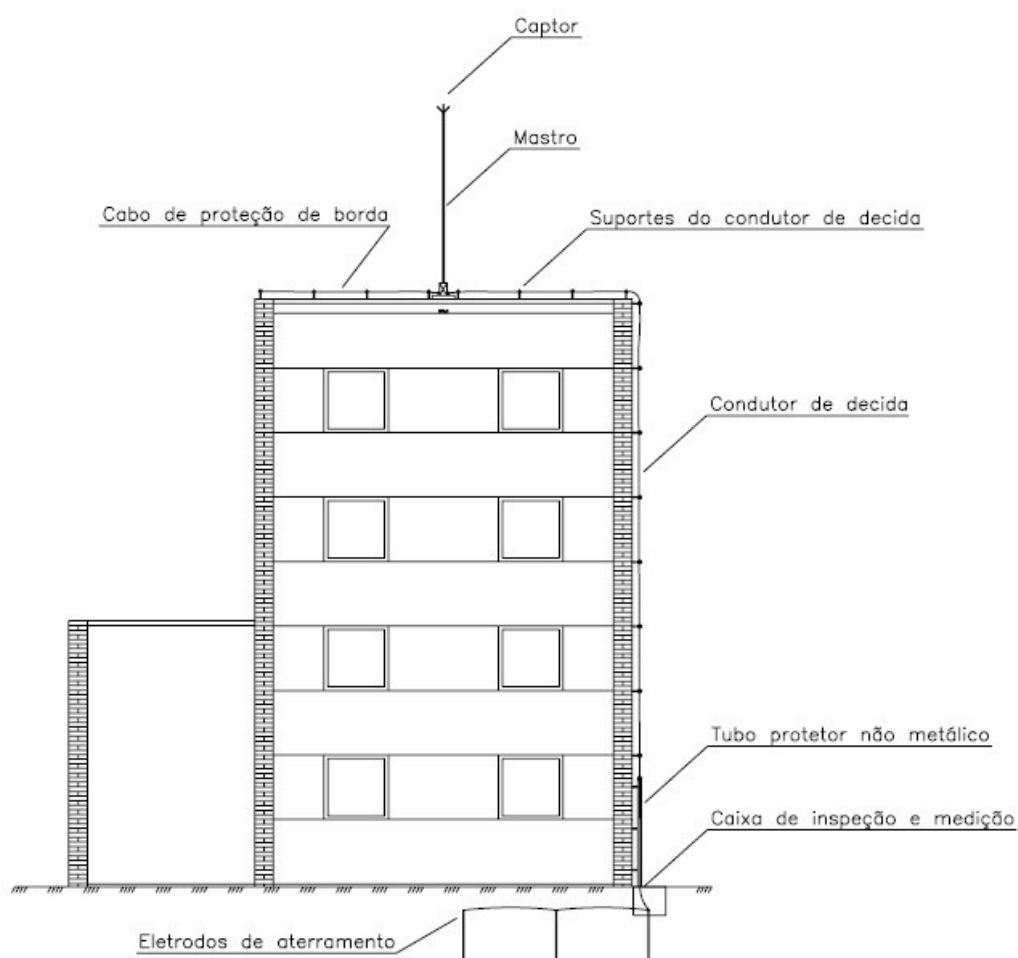 Captor
Mastro
Cabo de proteção de borda
Suportes do condutor de decida
Condutor de decida
Tubo protetor não metálico
Caixa de inspeção e medição
Eletrodos de aterramento